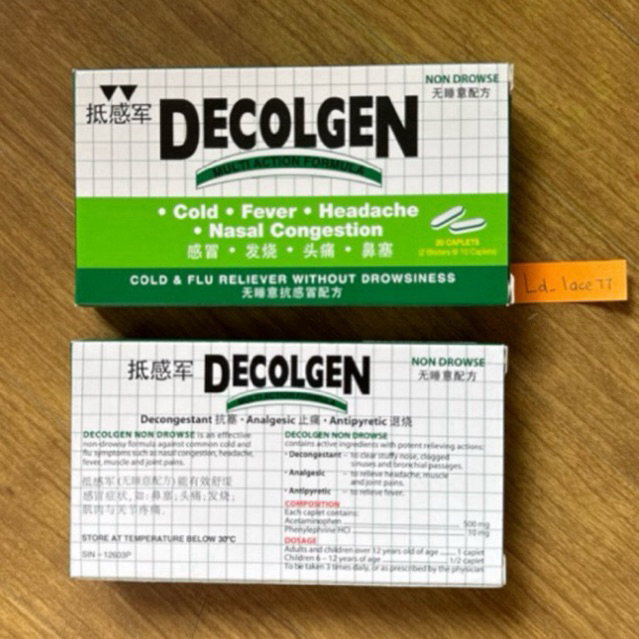 抵感军 DECOLGEN
NON DROWSE
无睡意配方
MULTI ACTION FORMULA
• Cold • Fever • Headache
• Nasal Congestion
感冒 • 发烧 • 头痛 • 鼻塞
20 CAPLETS
(2 Blisters @ 10 Caplets)
COLD & FLU RELIEVER WITHOUT DROWSINESS
无睡意抗感冒配方
Ld_lace77
抵感军 DECOLGEN
NON DROWSE
无睡意配方
Decongestant 抗塞 • Analgesic 止痛 • Antipyretic 退烧
DECOLGEN NON DROWSE is an effective
non-drowsy formula against common cold and
flu symptoms such as nasal congestion, headache,
fever, muscle and joint pains.
抵感军(无睡意配方)能有效舒缓
感冒症状, 如: 鼻塞; 头痛; 发烧;
肌肉与关节疼痛.
STORE AT TEMPERATURE BELOW 30°C
SIN - 12603P
DECOLGEN NON DROWSE
contains active ingredients with potent relieving actions:
• Decongestant - to clear stuffy nose, clogged
sinuses and bronchial passages.
• Analgesic - to relieve headache, muscle
and joint pains.
• Antipyretic - to relieve fever.
COMPOSITION
Each caplet contains:
Acetaminophen 500 mg
Phenylephrine HCl 10 mg
DOSAGE
Adults and children over 12 years old of age ..... 1 caplet
Children 6 - 12 years of age ..... 1/2 caplet
To be taken 3 times daily, or as prescribed by the physician